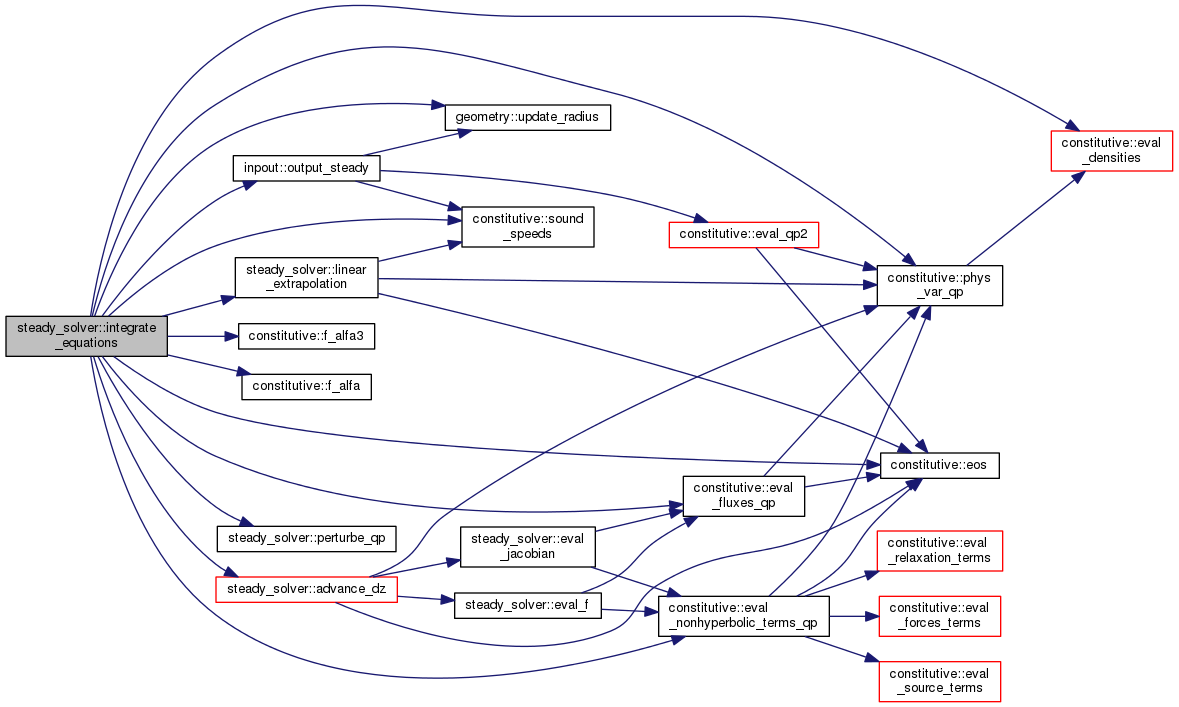 steady_solver::integrate
_equations
geometry::update_radius
inpout::output_steady
constitutive::sound
_speeds
steady_solver::linear
_extrapolation
constitutive::f_alfa3
constitutive::f_alfa
steady_solver::perturbe_qp
steady_solver::advance_dz
steady_solver::eval
_jacobian
steady_solver::eval_f
constitutive::eval_qp2
constitutive::eval
_fluxes_qp
constitutive::eval
_nonhyperbolic_terms_qp
constitutive::eval
_densities
constitutive::phys
_var_qp
constitutive::eos
constitutive::eval
_relaxation_terms
constitutive::eval
_forces_terms
constitutive::eval
_source_terms